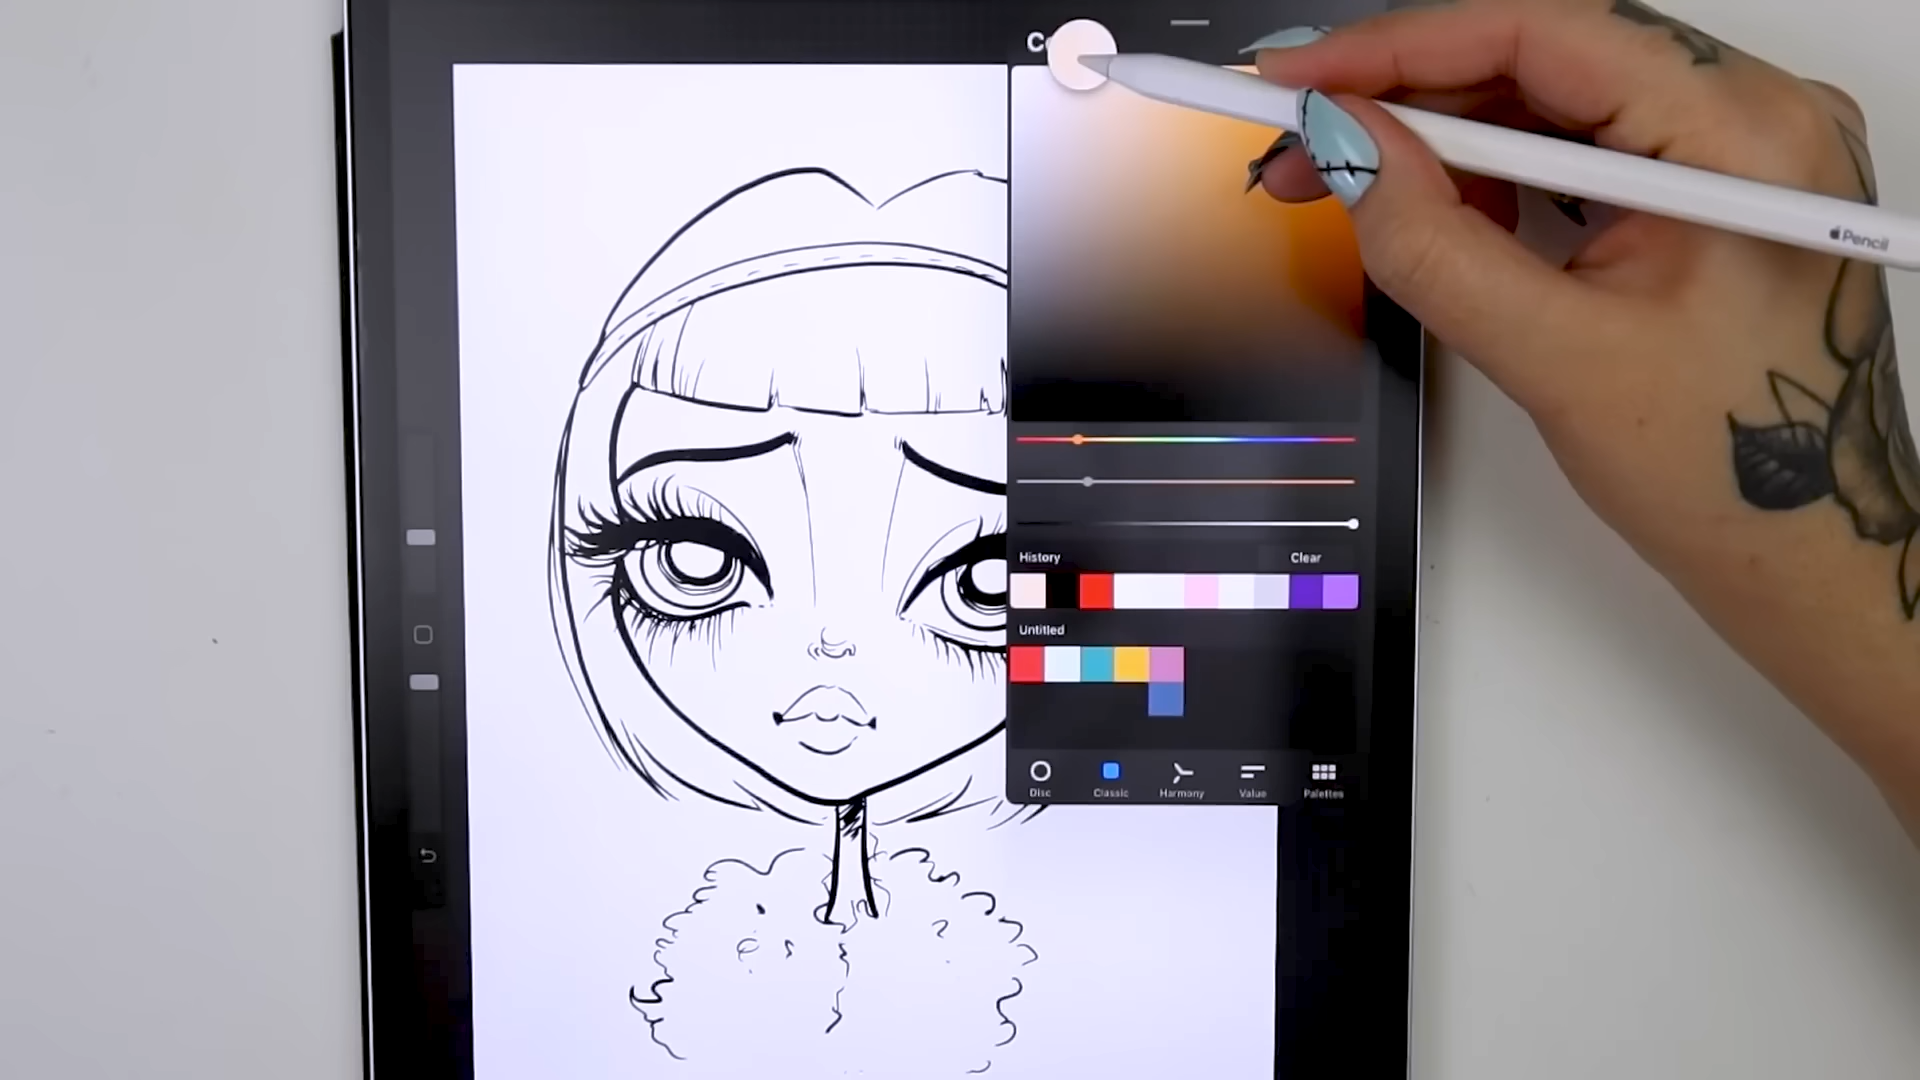 Pencil
History
Clear
Untitled
Disc
Classic
Harmony
Value
Palettes